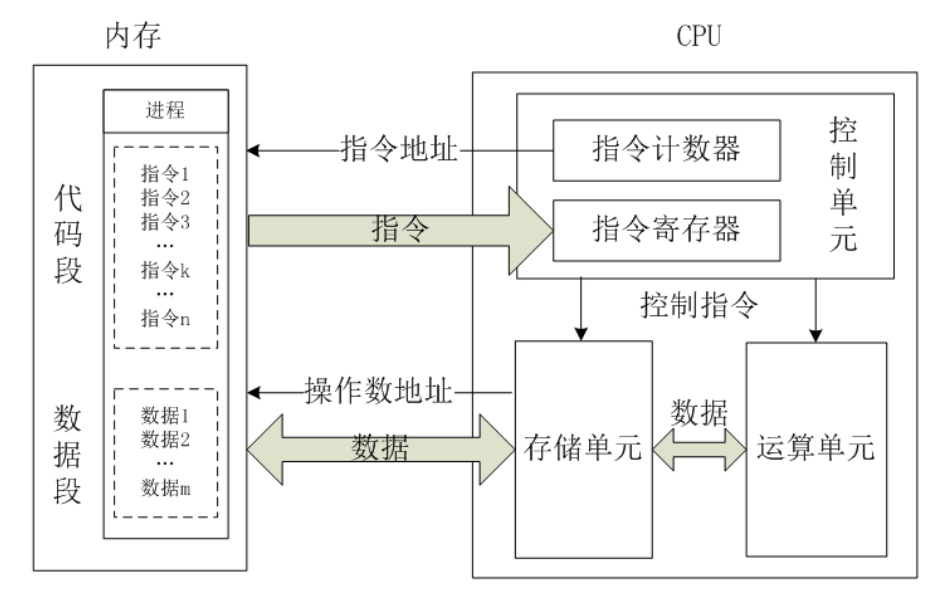 内存
CPU
进程
代码段
指令1
指令2
指令3
...
指令k
...
指令n
数据段
数据1
数据2
...
数据m
指令地址
指令
操作数地址
数据
指令计数器
指令寄存器
控制单元
控制指令
存储单元
数据
运算单元